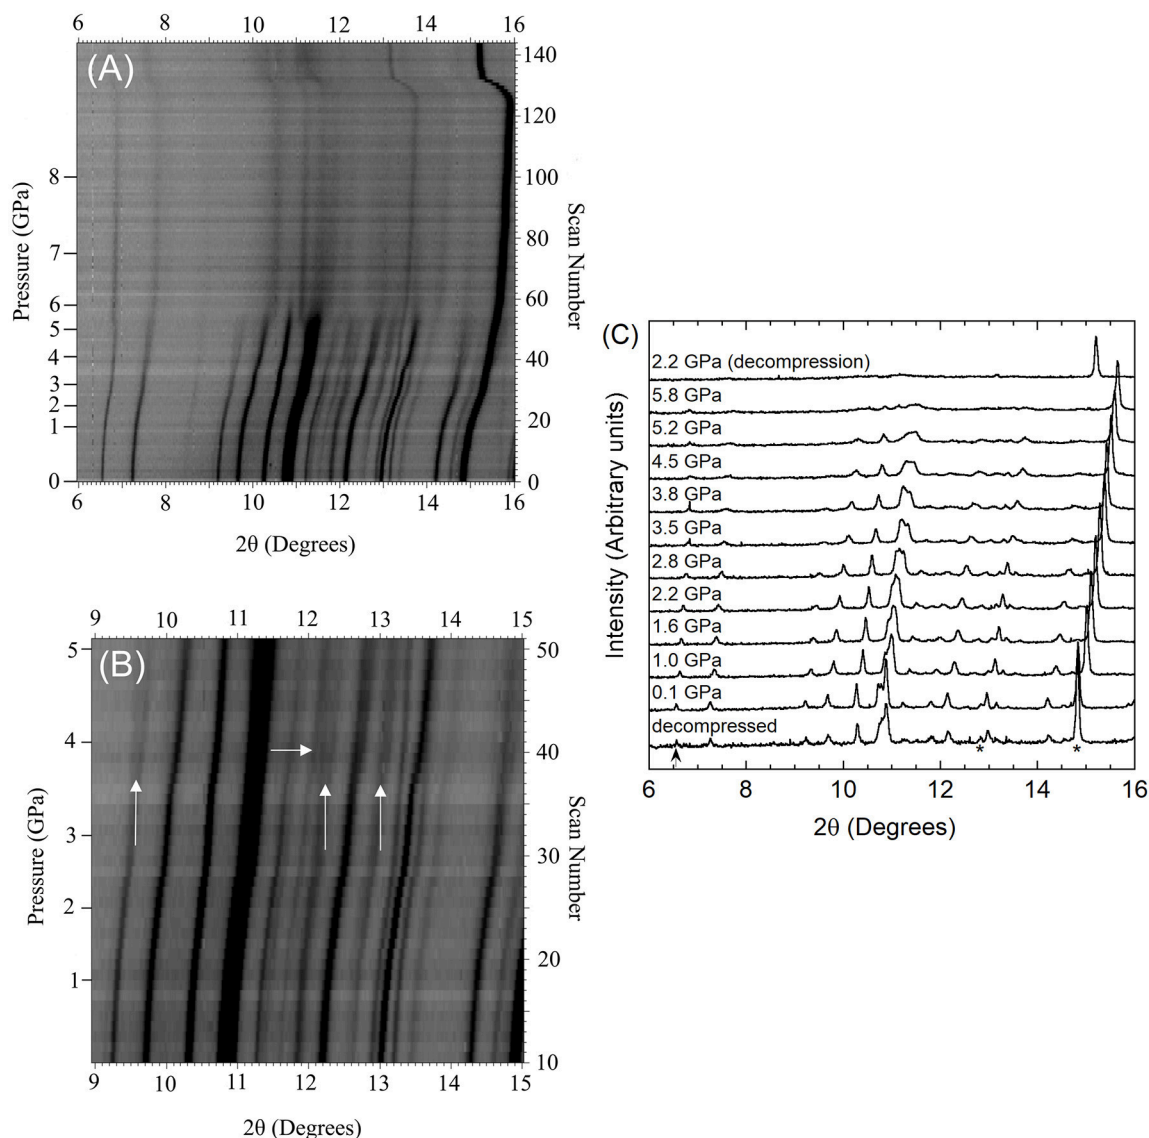 6 8 10 12 14 16
(A)
140
120
100
80
60
40
20
0
Scan Number
8
7
6
5
4
3
2
1
0
Pressure (GPa)
6 8 10 12 14 16
2θ (Degrees)
9 10 11 12 13 14 15
(B)
5
4
3
2
1
Pressure (GPa)
50
40
30
20
10
Scan Number
9 10 11 12 13 14 15
2θ (Degrees)
(C)
2.2 GPa (decompression)
5.8 GPa
5.2 GPa
4.5 GPa
3.8 GPa
3.5 GPa
2.8 GPa
2.2 GPa
1.6 GPa
1.0 GPa
0.1 GPa
decompressed
* *
Intensity (Arbitrary units)
6 8 10 12 14 16
2θ (Degrees)